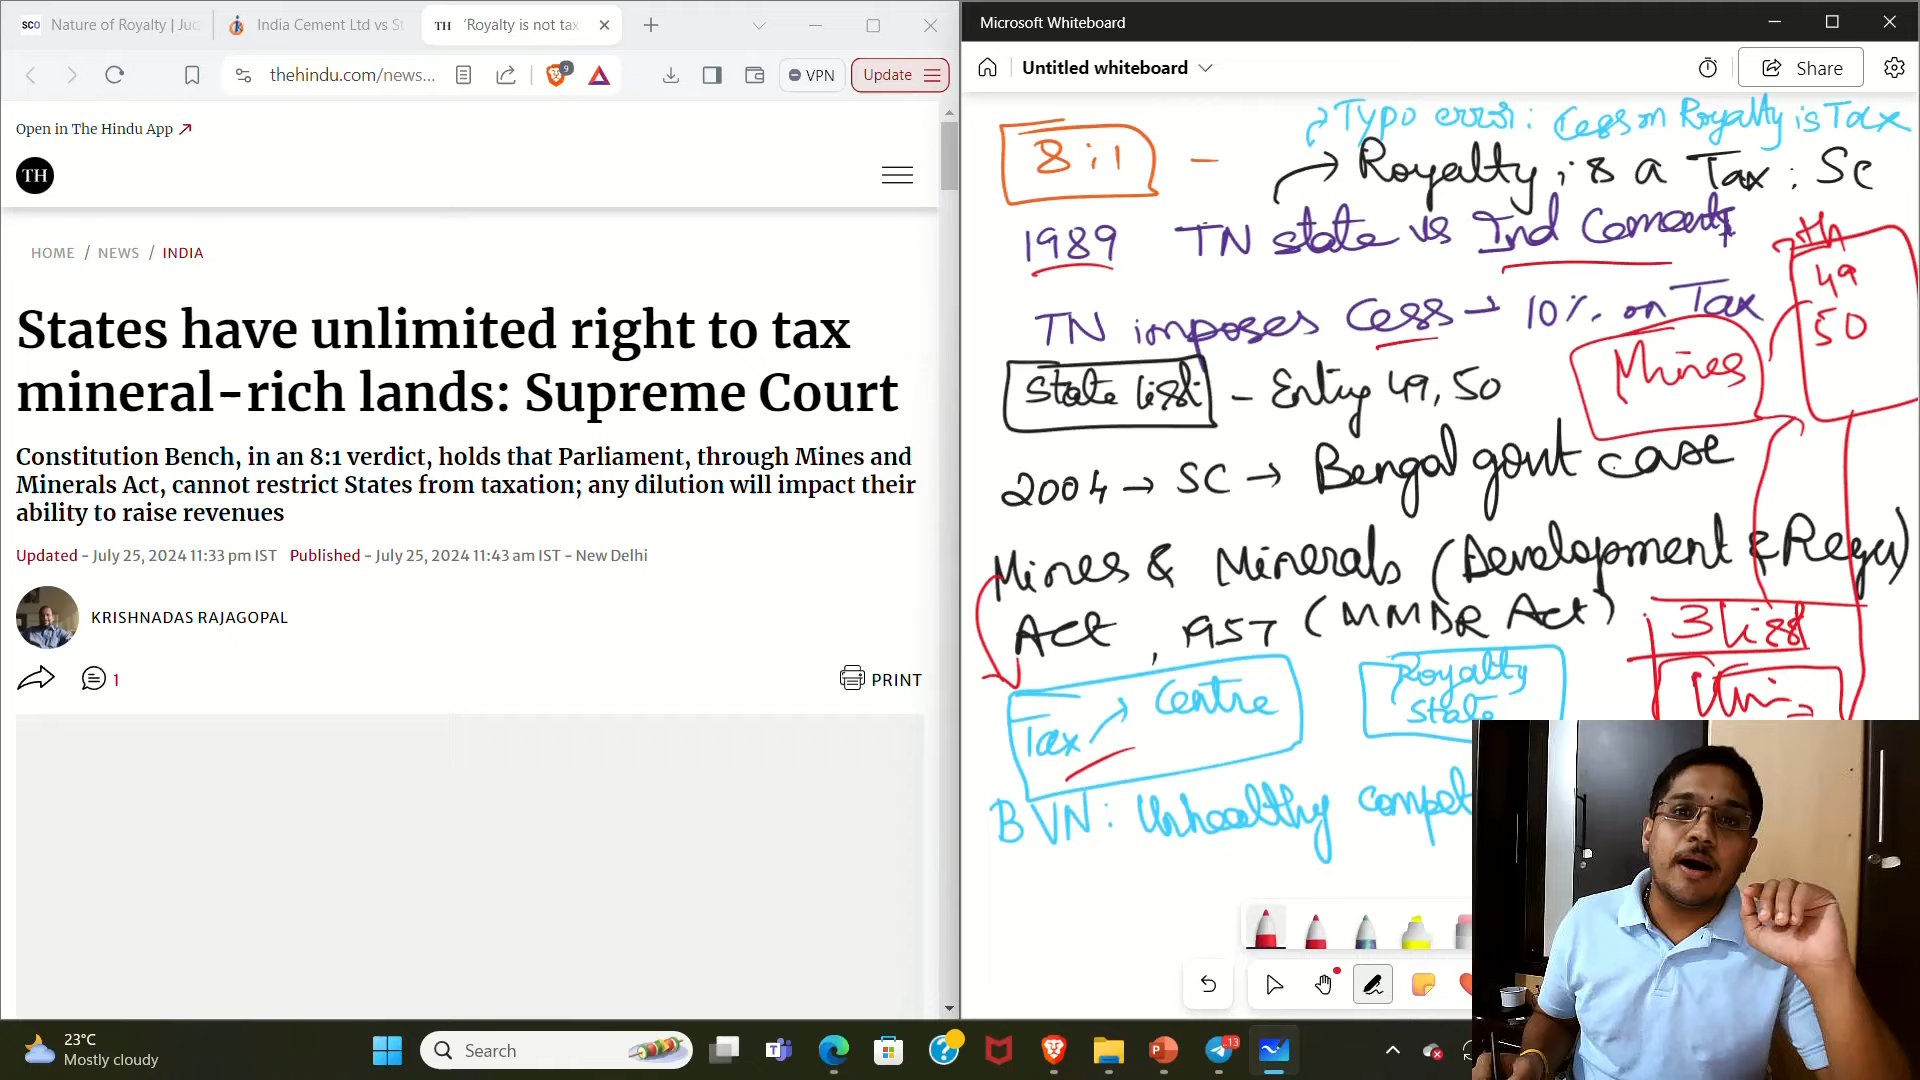 Nature of Royalty | Jud
India Cement Ltd vs St
'Royalty is not tax
thehindu.com/news...
9
VPN
Update
Open in The Hindu App
TH
HOME / NEWS / INDIA
States have unlimited right to tax
mineral-rich lands: Supreme Court
Constitution Bench, in an 8:1 verdict, holds that Parliament, through Mines and
Minerals Act, cannot restrict States from taxation; any dilution will impact their
ability to raise revenues
Updated - July 25, 2024 11:33 pm IST Published - July 25, 2024 11:43 am IST - New Delhi
KRISHNADAS RAJAGOPAL
1
PRINT
Microsoft Whiteboard
Untitled whiteboard
Share
Typo error: Cess on Royalty is Tax
8:1 -
Royalty is a Tax: SC
1989 TN state vs Ind Cements
TN imposes Cess → 10% on Tax
49
50
State List - Entry 49, 50
Mines
2004 → SC → Bengal govt case
Mines & Minerals (Development & Regu)
Act, 1957 (MMDR Act)
3 lists
Tax → Centre
Royalty
State
BVN: Unhealthy compet
23°C
Mostly cloudy
Search
13